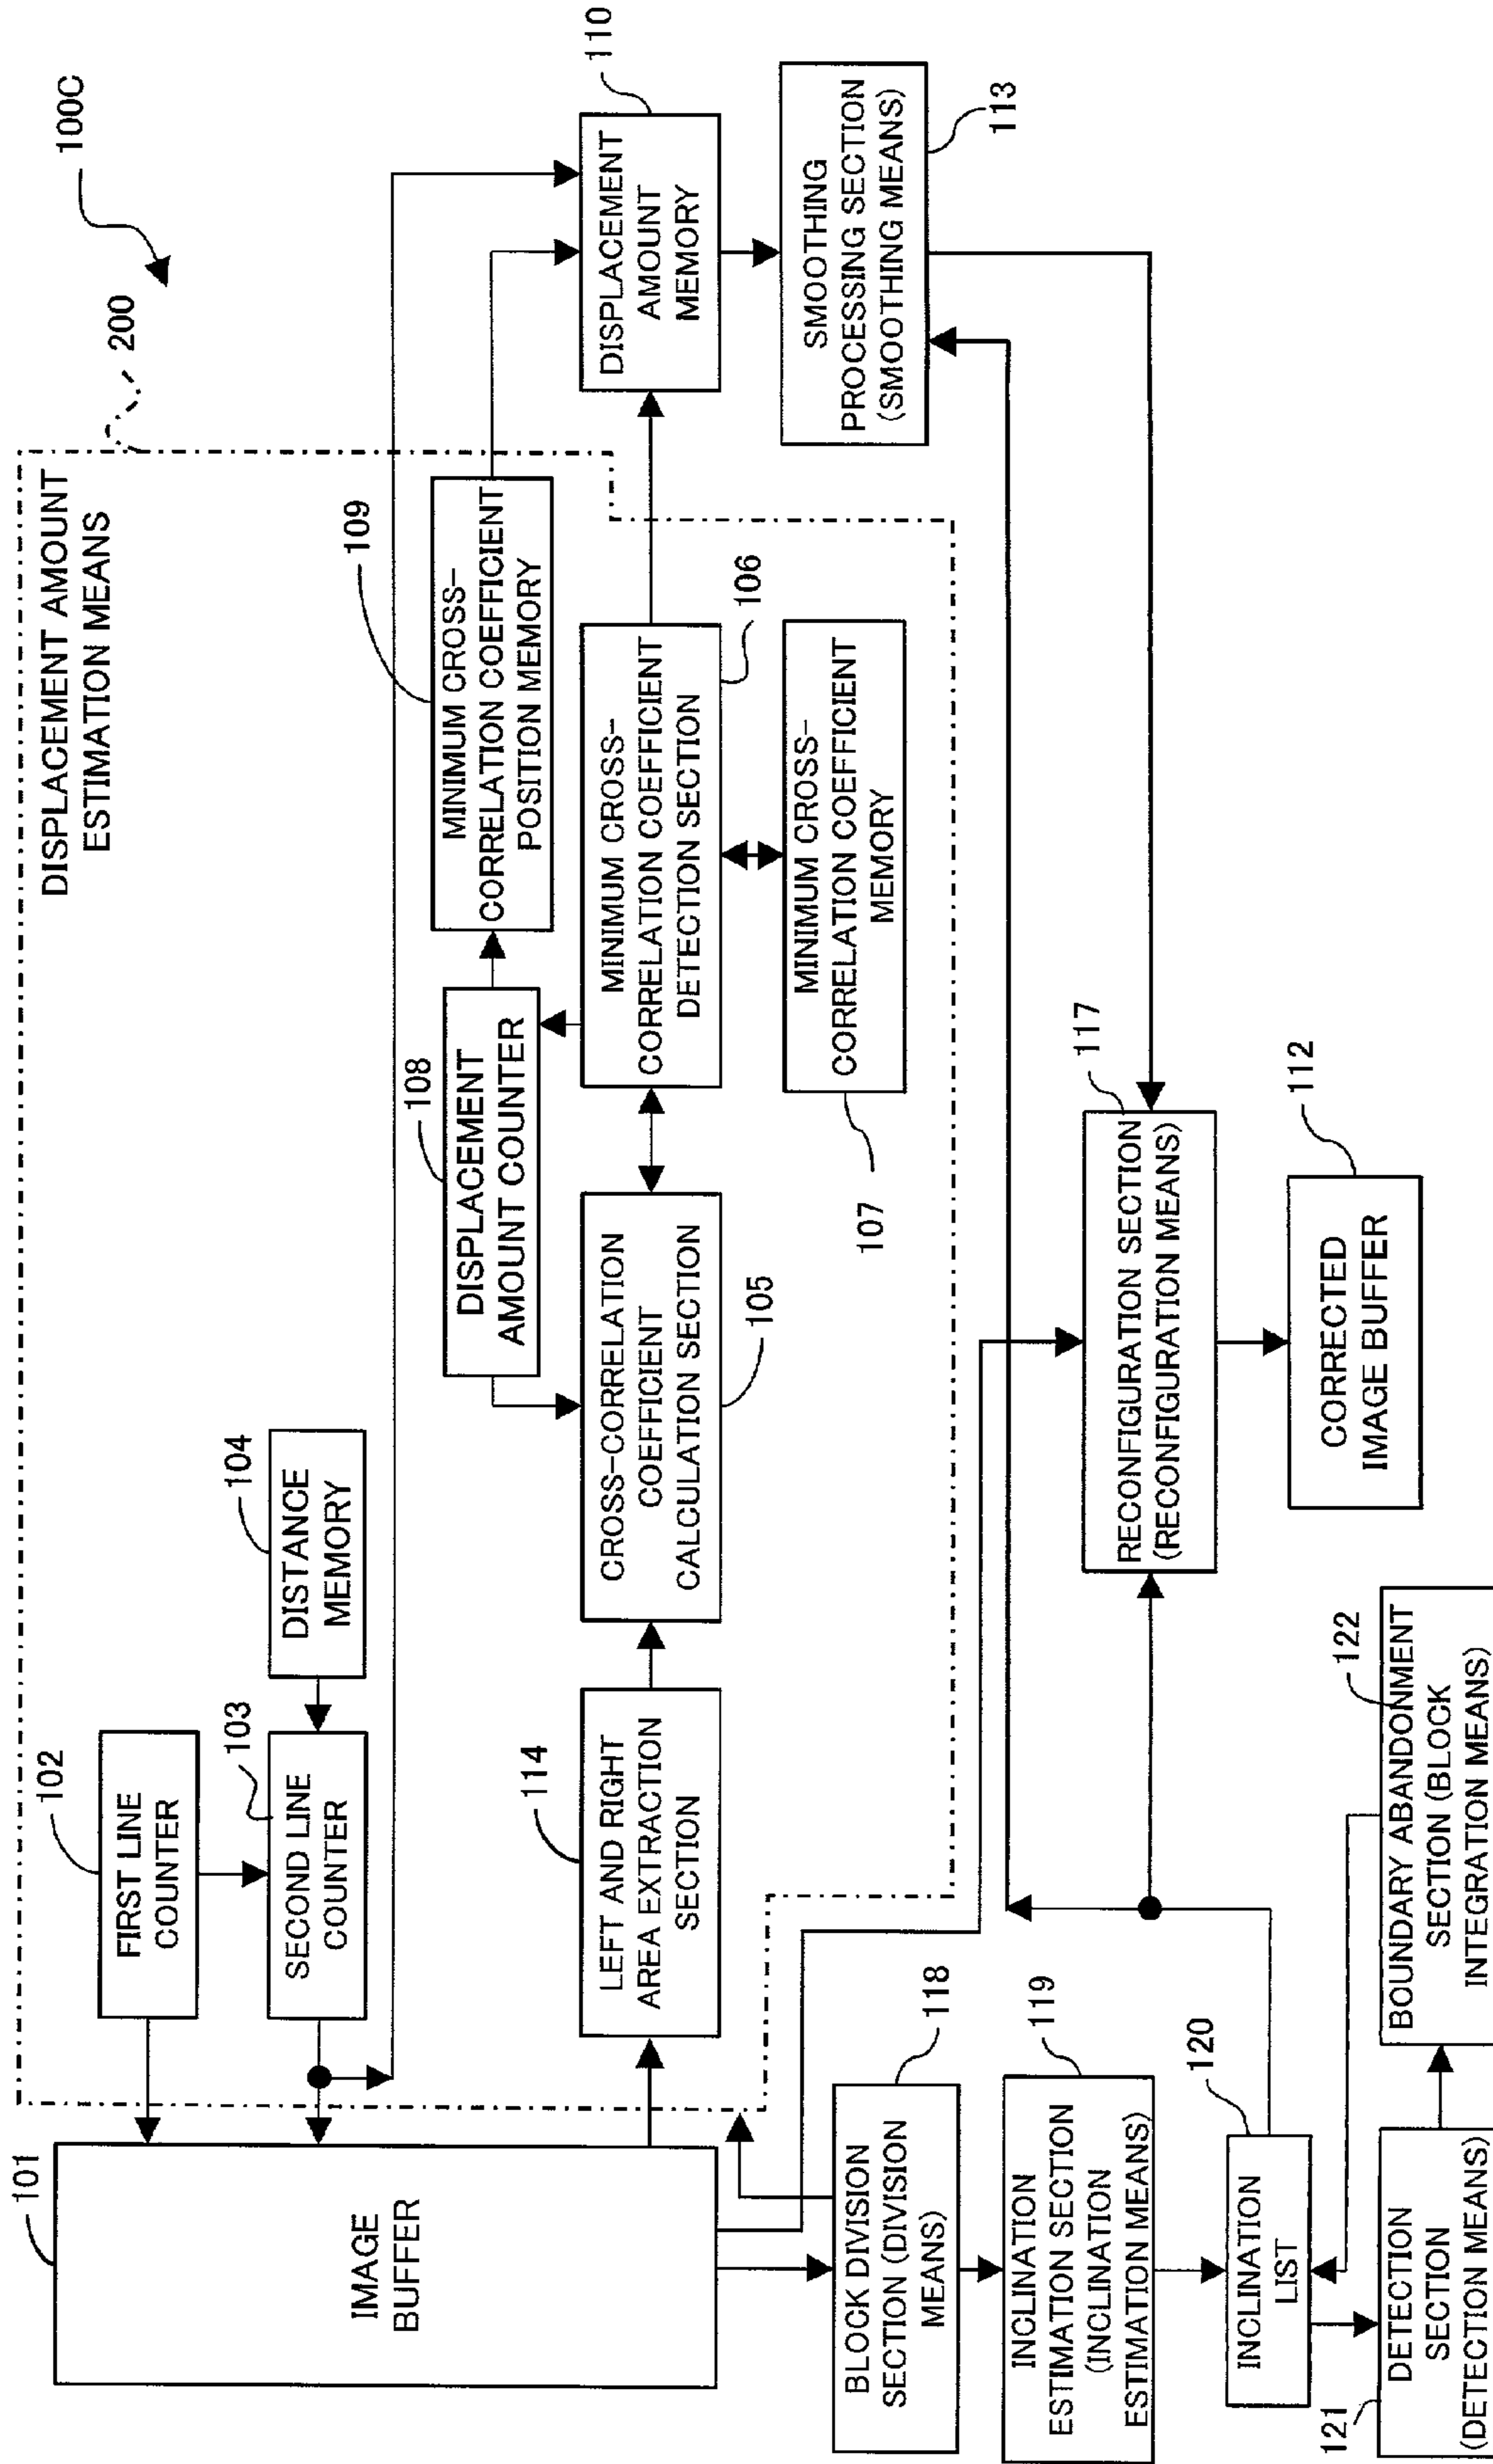 100C
200
DISPLACEMENT AMOUNT
ESTIMATION MEANS
101
IMAGE
BUFFER
102
FIRST LINE
COUNTER
103
SECOND LINE
COUNTER
104
DISTANCE
MEMORY
114
LEFT AND RIGHT
AREA EXTRACTION
SECTION
CROSS-CORRELATION
COEFFICIENT
CALCULATION SECTION
105
108
DISPLACEMENT
AMOUNT COUNTER
109
MINIMUM CROSS-
CORRELATION COEFFICIENT
POSITION MEMORY
MINIMUM CROSS-
CORRELATION COEFFICIENT
DETECTION SECTION
106
MINIMUM CROSS-
CORRELATION COEFFICIENT
MEMORY
107
DISPLACEMENT
AMOUNT
MEMORY
110
SMOOTHING
PROCESSING SECTION
(SMOOTHING MEANS)
113
BLOCK DIVISION
SECTION (DIVISION
MEANS)
118
INCLINATION
ESTIMATION SECTION
(INCLINATION
ESTIMATION MEANS)
119
INCLINATION
LIST
120
DETECTION
SECTION
(DETECTION MEANS)
121
BOUNDARY ABANDONMENT
SECTION (BLOCK
INTEGRATION MEANS)
122
RECONFIGURATION SECTION
(RECONFIGURATION MEANS)
117
CORRECTED
IMAGE BUFFER
112